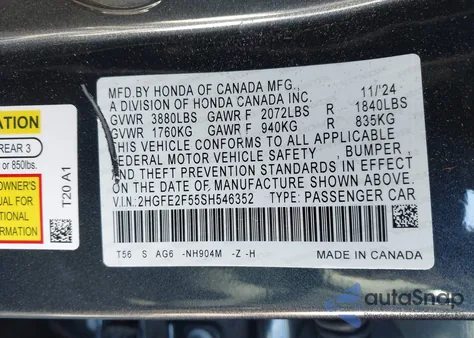 MFD. BY HONDA OF CANADA MFG.,
A DIVISION OF HONDA CANADA INC. 11/'24
GVWR 3880LBS GAWR F 2072LBS R 1840LBS
GVWR 1760KG GAWR F 940KG R 835KG
THIS VEHICLE CONFORMS TO ALL APPLICABLE
FEDERAL MOTOR VEHICLE SAFETY , BUMPER ,
AND THEFT PREVENTION STANDARDS IN EFFECT
ON THE DATE OF MANUFACTURE SHOWN ABOVE.
V.I.N.: 2HGFE2F55SH546352 TYPE: PASSENGER CAR
T56 S AG6 -NH904M -Z -H
MADE IN CANADA
ATION
REAR 3
or 850lbs.
OWNER'S
UAL FOR
TIONAL
RMATION
T20 A1
autoSnap